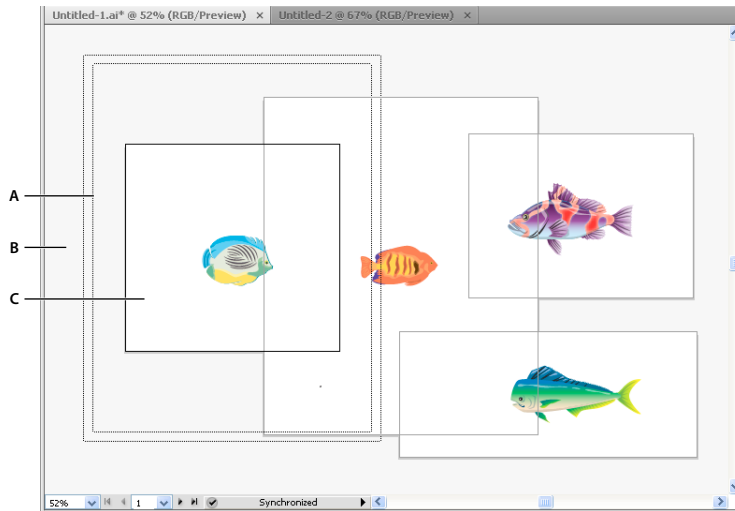 Untitled-1.ai* @ 52% (RGB/Preview) × Untitled-2 @ 67% (RGB/Preview) ×
A
B
C
52% 1 Synchronized